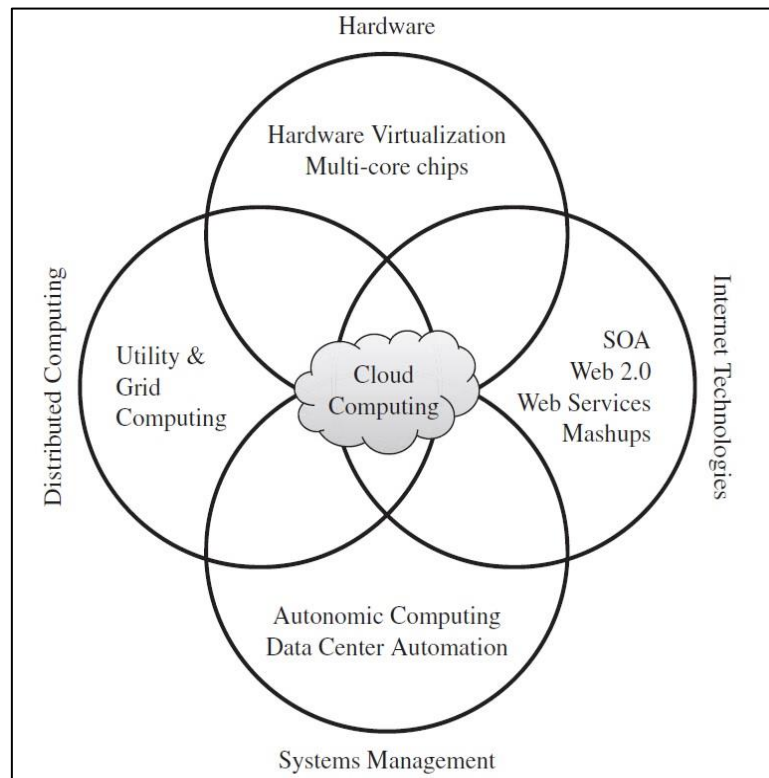 Hardware
Hardware Virtualization
Multi-core chips
Distributed Computing
Utility &
Grid
Computing
Cloud
Computing
SOA
Web 2.0
Web Services
Mashups
Internet Technologies
Autonomic Computing
Data Center Automation
Systems Management